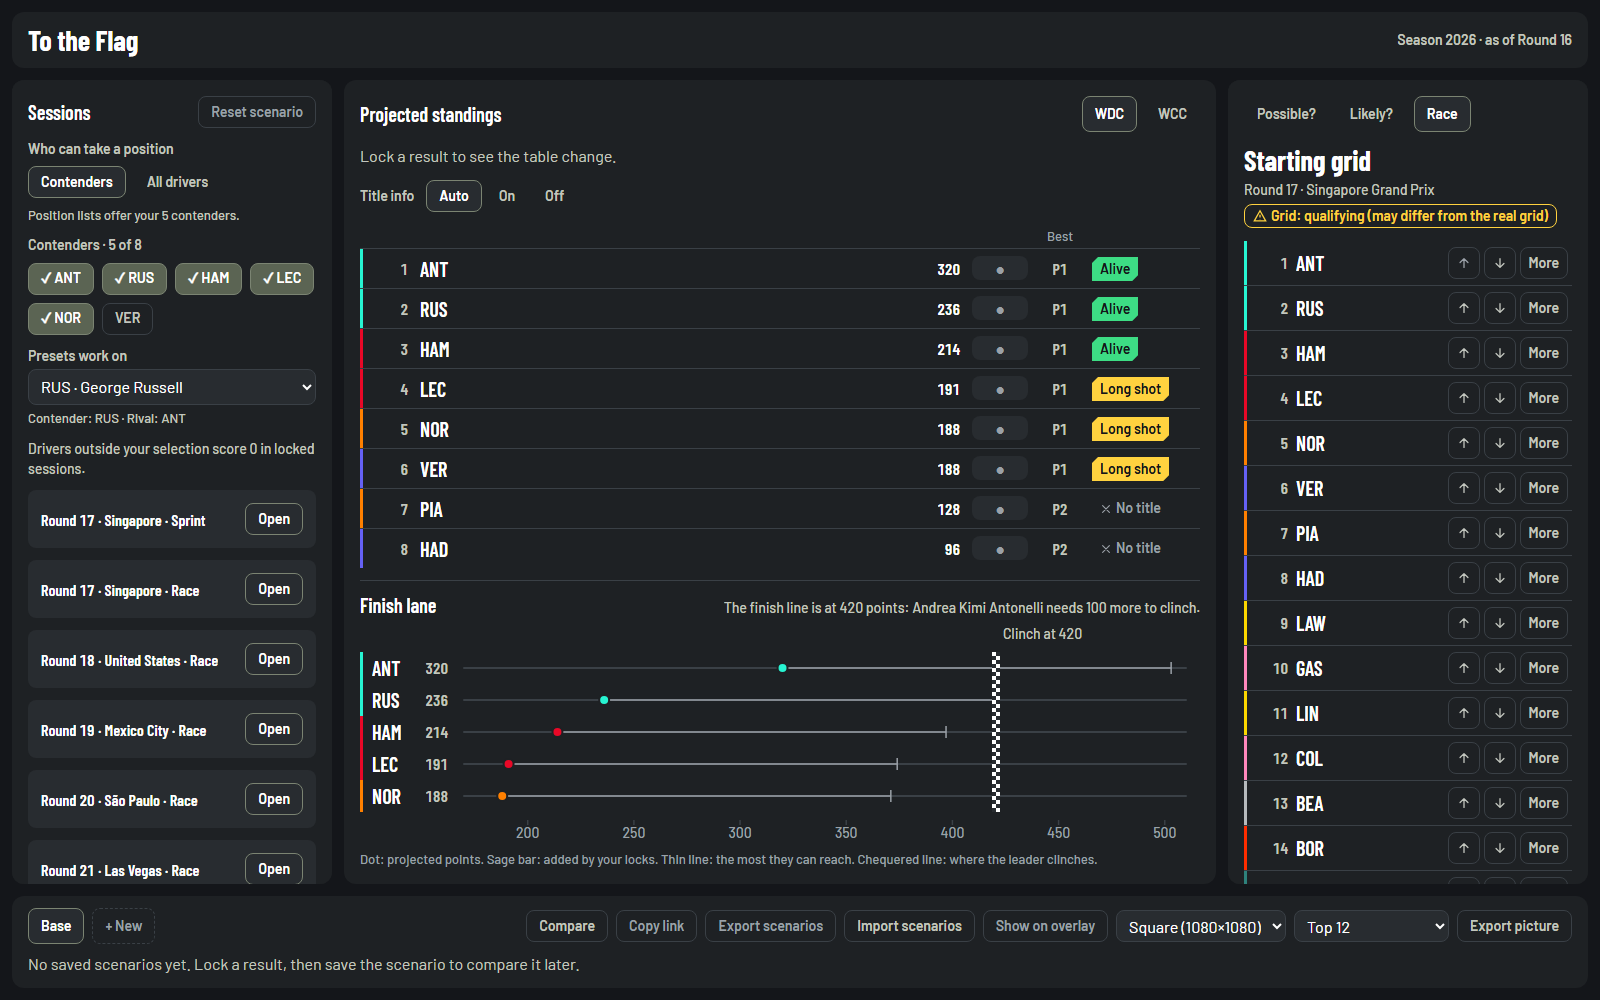 To the Flag
Season 2026 · as of Round 16
Sessions
Reset scenario
Who can take a position
Contenders
All drivers
Position lists offer your 5 contenders.
Contenders · 5 of 8
✓ ANT
✓ RUS
✓ HAM
✓ LEC
✓ NOR
VER
Presets work on
RUS · George Russell
Contender: RUS · Rival: ANT
Drivers outside your selection score 0 in locked
sessions.
Round 17 · Singapore · Sprint
Open
Round 17 · Singapore · Race
Open
Round 18 · United States · Race
Open
Round 19 · Mexico City · Race
Open
Round 20 · São Paulo · Race
Open
Round 21 · Las Vegas · Race
Open
Projected standings
WDC
WCC
Lock a result to see the table change.
Title info
Auto
On
Off
Best
1 ANT 320 P1 Alive
2 RUS 236 P1 Alive
3 HAM 214 P1 Alive
4 LEC 191 P1 Long shot
5 NOR 188 P1 Long shot
6 VER 188 P1 Long shot
7 PIA 128 P2 × No title
8 HAD 96 P2 × No title
Finish lane
The finish line is at 420 points: Andrea Kimi Antonelli needs 100 more to clinch.
Clinch at 420
ANT 320
RUS 236
HAM 214
LEC 191
NOR 188
200 250 300 350 400 450 500
Dot: projected points. Sage bar: added by your locks. Thin line: the most they can reach. Chequered line: where the leader clinches.
Possible?
Likely?
Race
Starting grid
Round 17 · Singapore Grand Prix
⚠ Grid: qualifying (may differ from the real grid)
1 ANT ↑ ↓ More
2 RUS ↑ ↓ More
3 HAM ↑ ↓ More
4 LEC ↑ ↓ More
5 NOR ↑ ↓ More
6 VER ↑ ↓ More
7 PIA ↑ ↓ More
8 HAD ↑ ↓ More
9 LAW ↑ ↓ More
10 GAS ↑ ↓ More
11 LIN ↑ ↓ More
12 COL ↑ ↓ More
13 BEA ↑ ↓ More
14 BOR ↑ ↓ More
Base
+ New
Compare
Copy link
Export scenarios
Import scenarios
Show on overlay
Square (1080×1080)
Top 12
Export picture
No saved scenarios yet. Lock a result, then save the scenario to compare it later.